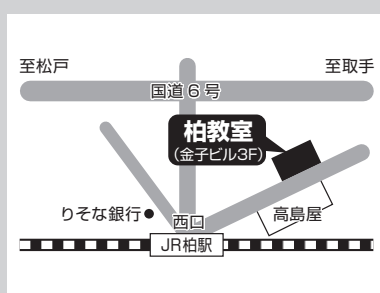 至松戸
至取手
国道6号
柏教室
(金子ビル3F)
りそな銀行
西口
高島屋
JR柏駅